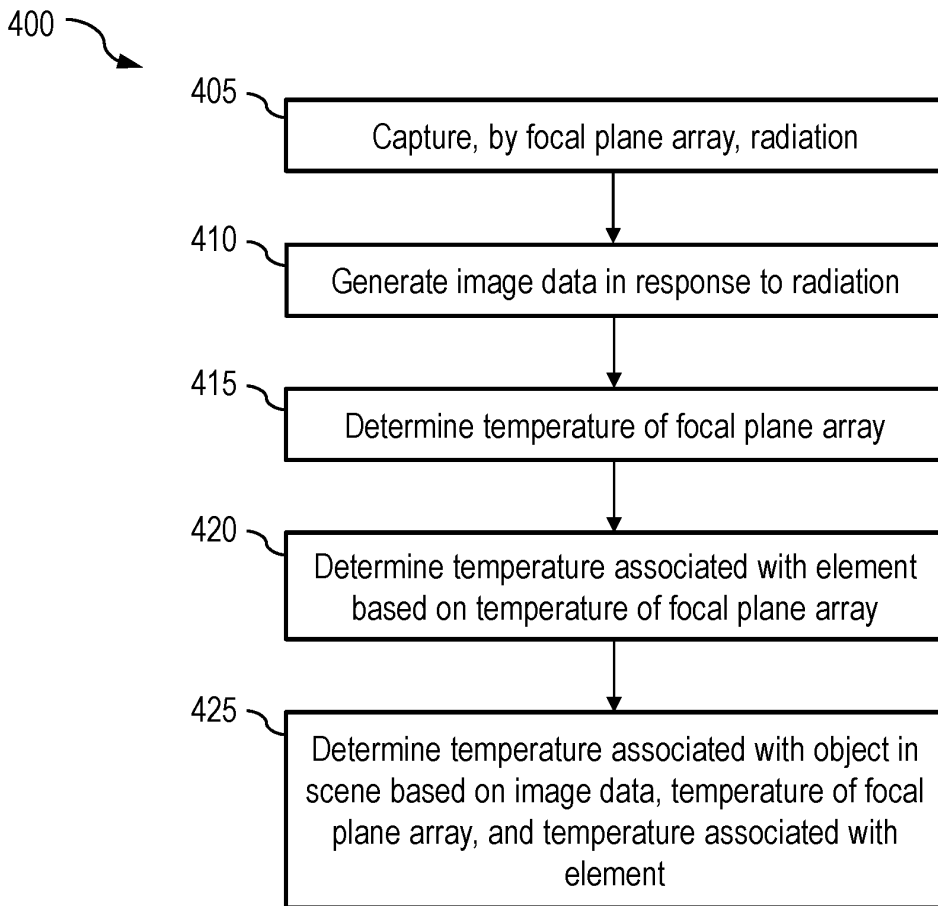 400
405
Capture, by focal plane array, radiation
410
Generate image data in response to radiation
415
Determine temperature of focal plane array
420
Determine temperature associated with element
based on temperature of focal plane array
425
Determine temperature associated with object in
scene based on image data, temperature of focal
plane array, and temperature associated with
element